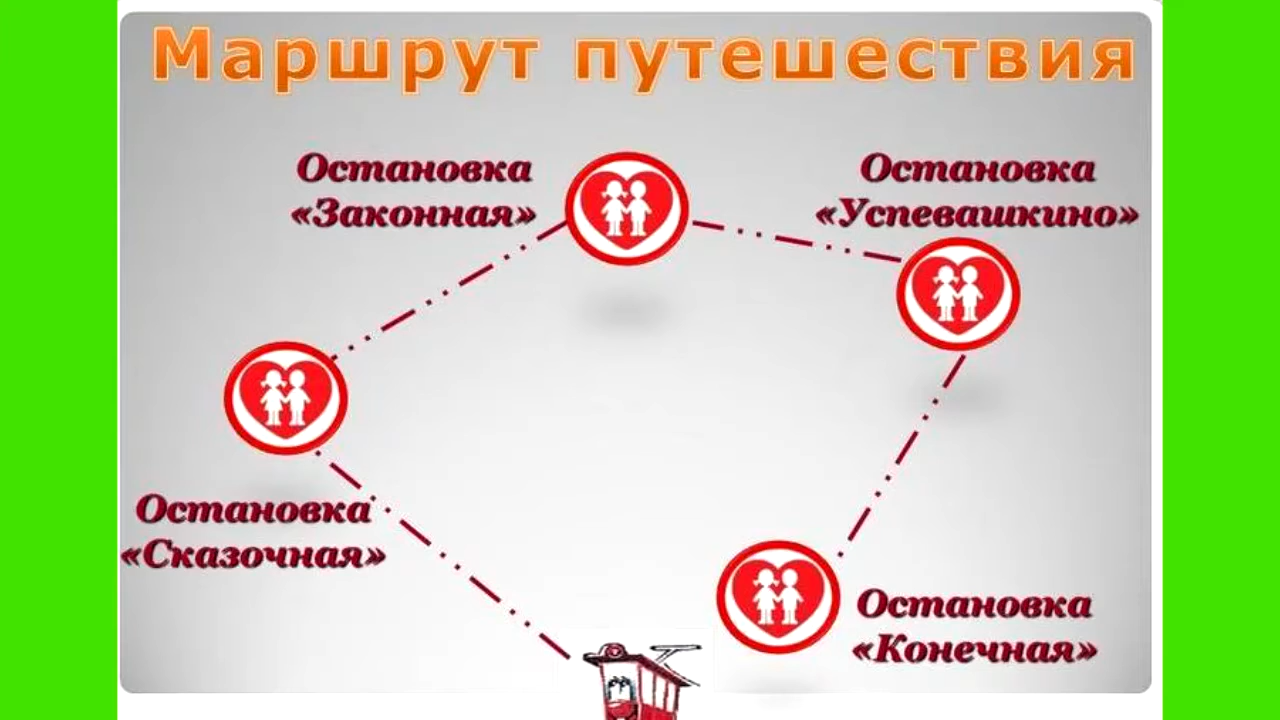 Маршрут путешествия
Остановка
«Законная»
Остановка
«Успевашкино»
Остановка
«Сказочная»
Остановка
«Конечная»